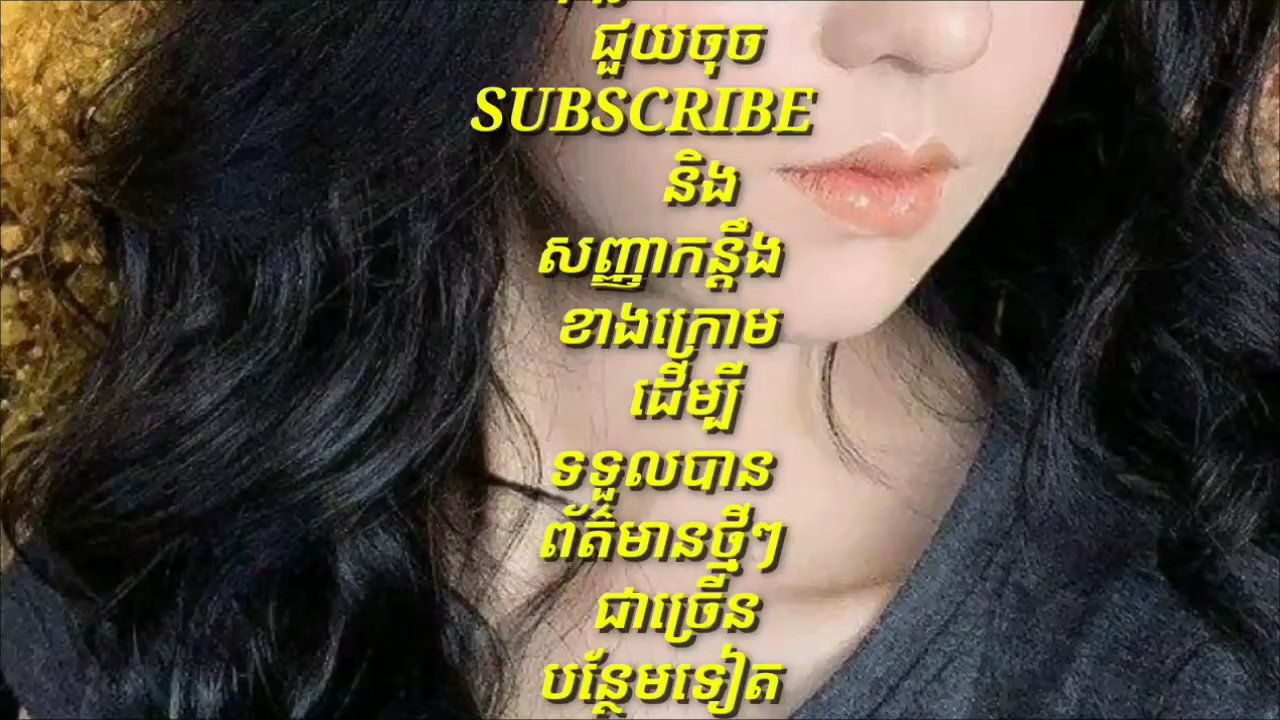 ជួយចុច
SUBSCRIBE
និង
សញ្ញាកន្តឹង
ខាងក្រោម
ដើម្បី
ទទួលបាន
ព័ត៌មានថ្មីៗ
ជាច្រើន
បន្ថែមទៀត